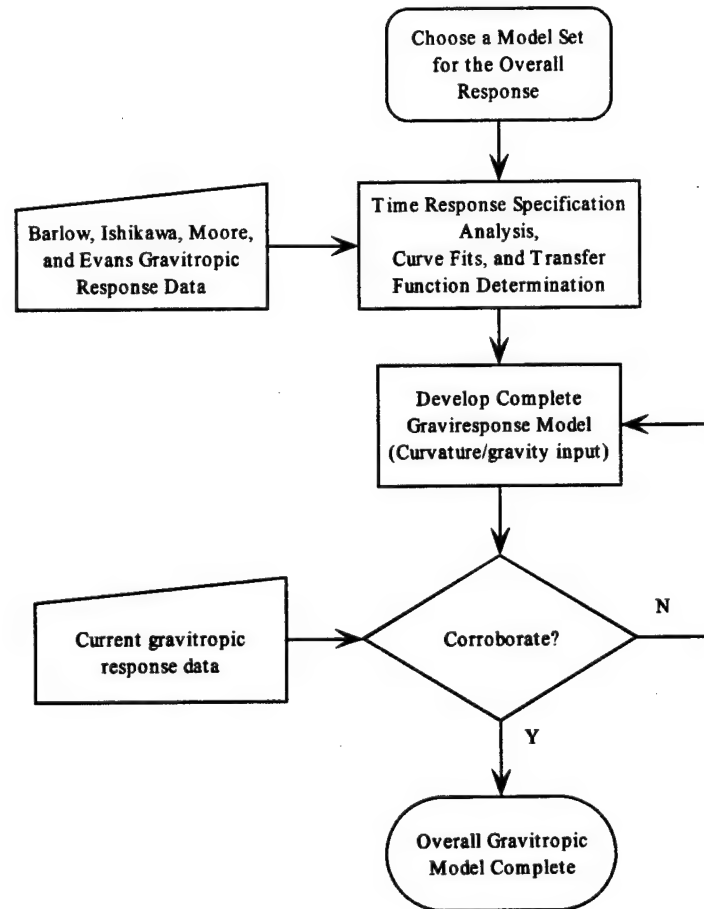 Choose a Model Set
for the Overall
Response
Time Response Specification
Analysis,
Curve Fits, and Transfer
Function Determination
Barlow, Ishikawa, Moore,
and Evans Gravitropic
Response Data
Develop Complete
Graviresponse Model
(Curvature/gravity input)
Corroborate?
N
Current gravitropic
response data
Y
Overall Gravitropic
Model Complete